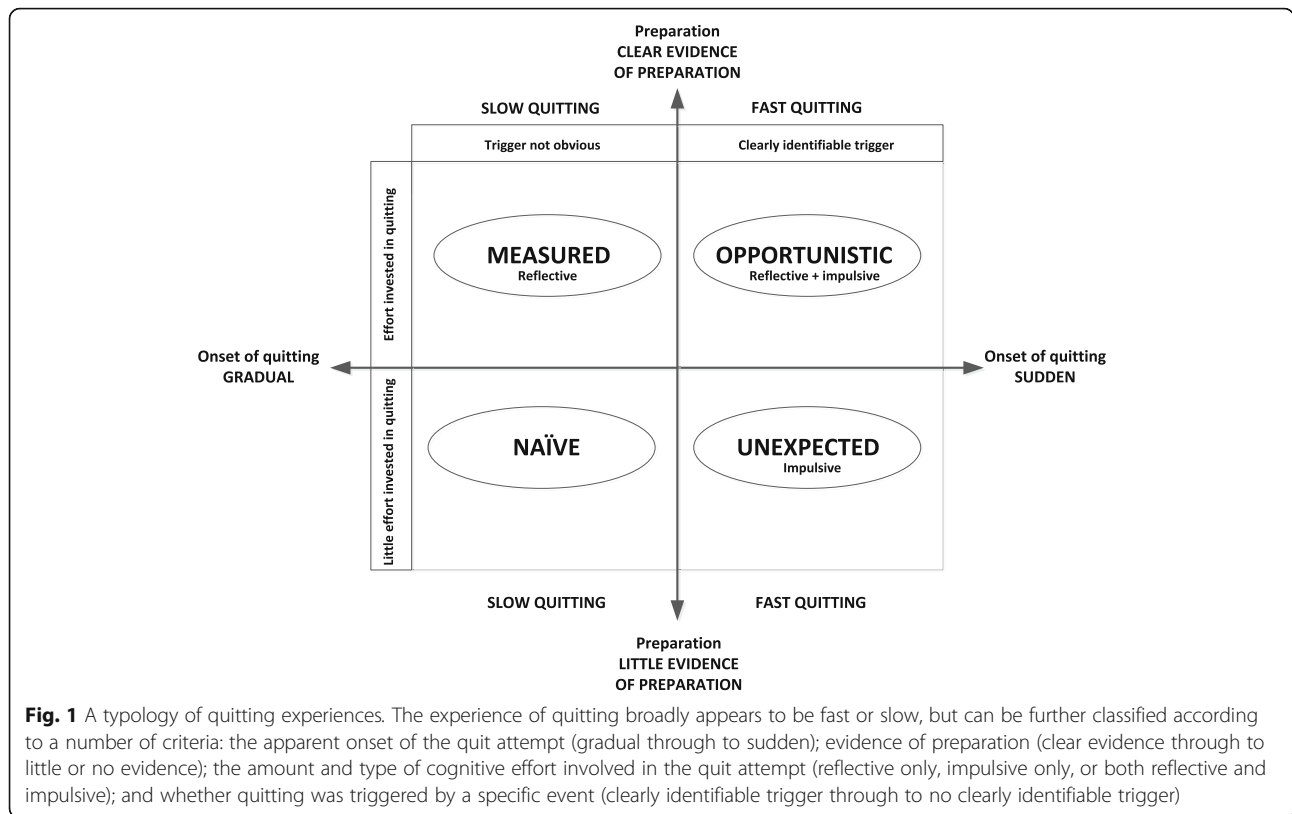 Preparation
CLEAR EVIDENCE
OF PREPARATION
SLOW QUITTING
FAST QUITTING
Trigger not obvious
Clearly identifiable trigger
Effort invested in quitting
MEASURED
Reflective
OPPORTUNISTIC
Reflective + impulsive
Onset of quitting
GRADUAL
Onset of quitting
SUDDEN
Little effort invested in quitting
NAÏVE
UNEXPECTED
Impulsive
SLOW QUITTING
FAST QUITTING
Preparation
LITTLE EVIDENCE
OF PREPARATION
Fig. 1 A typology of quitting experiences. The experience of quitting broadly appears to be fast or slow, but can be further classified according
to a number of criteria: the apparent onset of the quit attempt (gradual through to sudden); evidence of preparation (clear evidence through to
little or no evidence); the amount and type of cognitive effort involved in the quit attempt (reflective only, impulsive only, or both reflective and
impulsive); and whether quitting was triggered by a specific event (clearly identifiable trigger through to no clearly identifiable trigger)